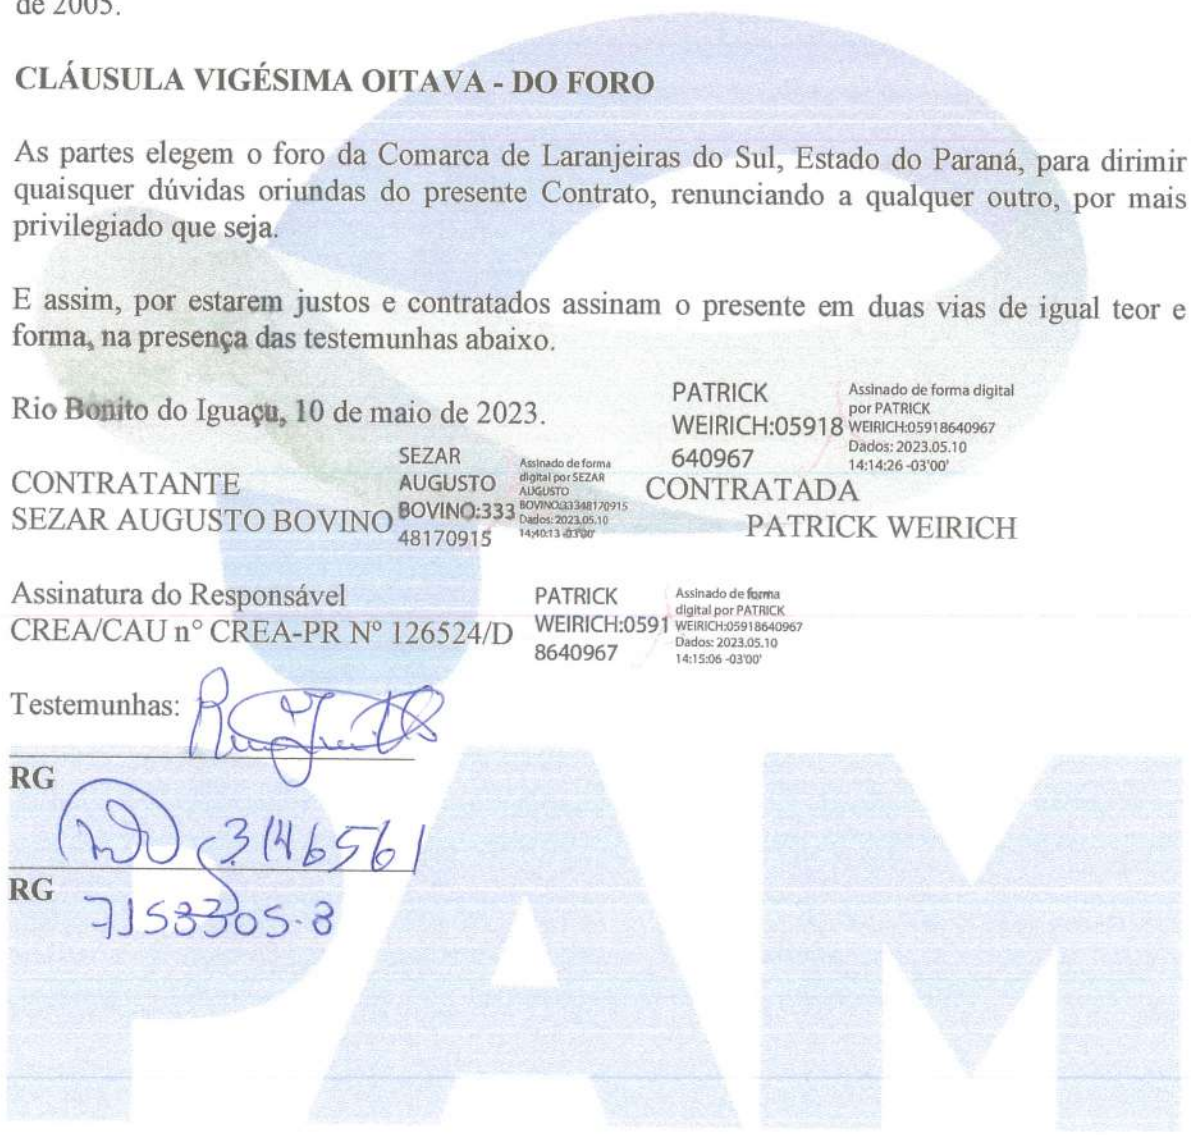 de 2005.
CLÁUSULA VIGÉSIMA OITAVA - DO FORO
As partes elegem o foro da Comarca de Laranjeiras do Sul, Estado do Paraná, para dirimir
quaisquer dúvidas oriundas do presente Contrato, renunciando a qualquer outro, por mais
privilegiado que seja.
E assim, por estarem justos e contratados assinam o presente em duas vias de igual teor e
forma, na presença das testemunhas abaixo.
Rio Bonito do Iguaçu, 10 de maio de 2023.
PATRICK
WEIRICH:05918
640967
Assinado de forma digital
por PATRICK
WEIRICH:05918640967
Dados: 2023.05.10
14:14:26 -03'00'
CONTRATANTE
SEZAR AUGUSTO BOVINO
SEZAR
AUGUSTO
BOVINO:333
48170915
Assinado de forma
digital por SEZAR
AUGUSTO
BOVINO:33348170915
Dados: 2023.05.10
14:40:13 -03'00'
CONTRATADA
PATRICK WEIRICH
Assinatura do Responsável
CREA/CAU n° CREA-PR Nº 126524/D
PATRICK
WEIRICH:0591
8640967
Assinado de forma
digital por PATRICK
WEIRICH:05918640967
Dados: 2023.05.10
14:15:06 -03'00'
Testemunhas:
RG
3146561
RG
7153305-8
PAM